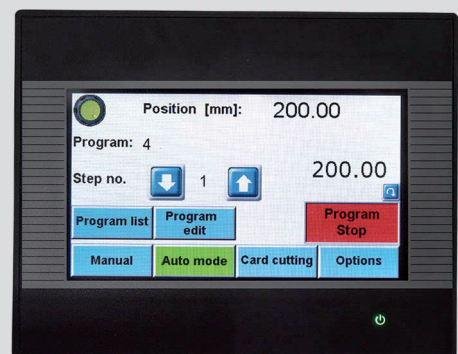 Position [mm]: 200.00
Program: 4
Step no. 1 200.00
Program list Program edit Program Stop
Manual Auto mode Card cutting Options